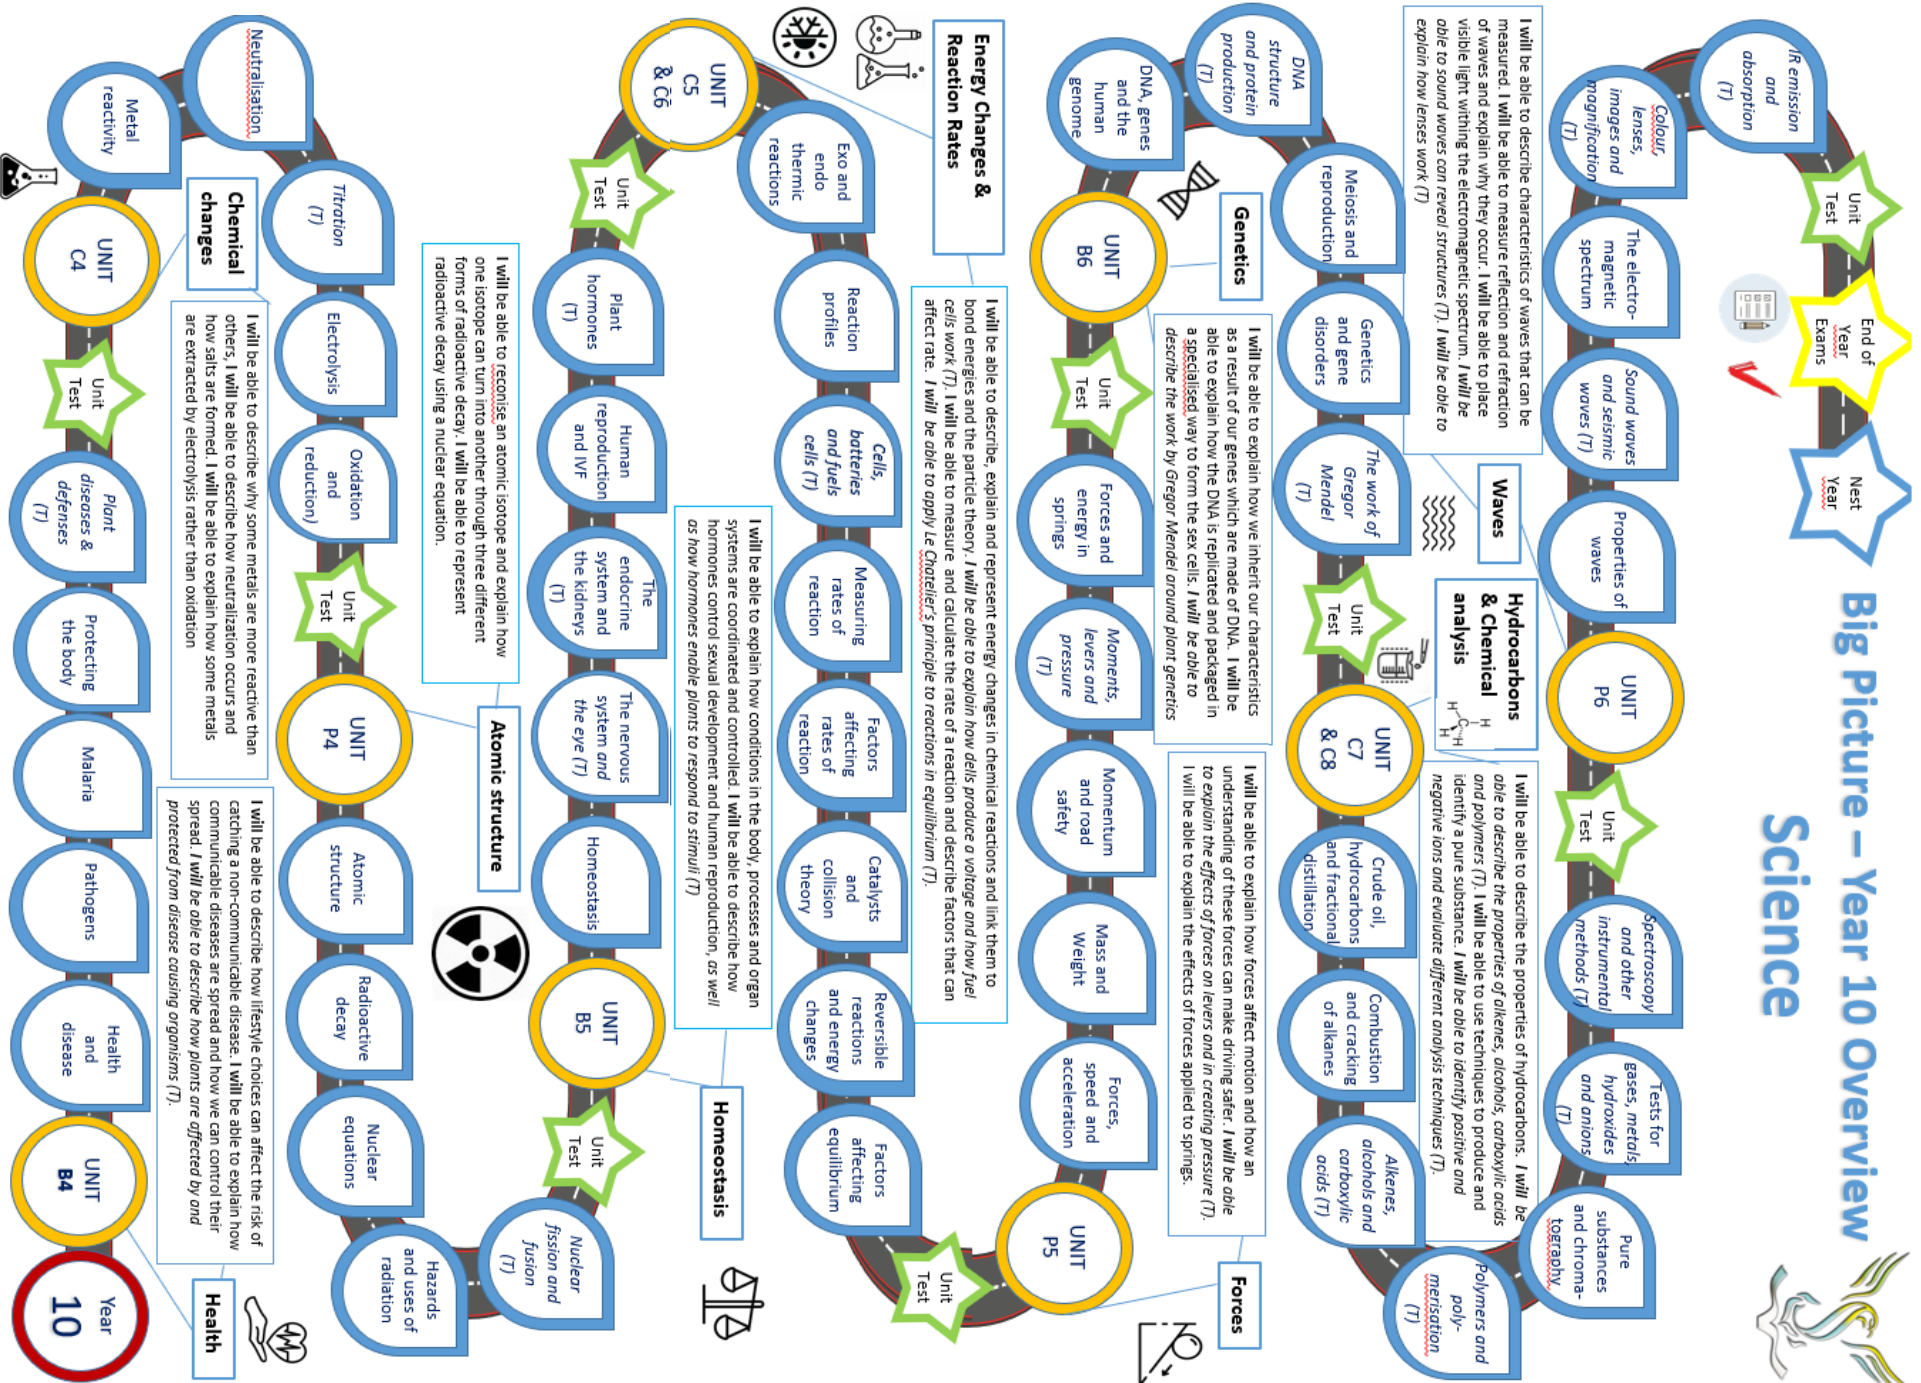 Big Picture – Year 10 Overview
Science
Nest
Year
End of
Year
Exams
Unit
Test
IR emission
and
absorption
(T)
Colour,
lenses,
images and
magnification
(T)
The electro-
magnetic
spectrum
Sound waves
and seismic
waves (T)
Properties of
waves
UNIT
P6
Unit
Test
Spectroscopy
and other
instrumental
methods (T)
Tests for
gases, metals,
hydroxides
and anions
(T)
Pure
substances
and chroma-
tography
I will be able to describe characteristics of waves that can be
measured. I will be able to measure reflection and refraction
of waves and explain why they occur. I will be able to place
visible light withing the electromagnetic spectrum. I will be
able to sound waves can reveal structures (T). I will be able to
explain how lenses work (T)
Waves
Hydrocarbons
& Chemical
analysis
H
H
C
H
H
I will be able to describe the properties of hydrocarbons. I will be
able to describe the properties of alkenes, alcohols, carboxylic acids
and polymers (T). I will be able to use techniques to produce and
identify a pure substance. I will be able to identify positive and
negative ions and evaluate different analysis techniques (T).
Polymers and
poly-
merisation
(T)
DNA
structure
and protein
production
(T)
Meiosis and
reproduction
Genetics
and gene
disorders
The work of
Gregor
Mendel
(T)
Unit
Test
UNIT
C7
& C8
Crude oil,
hydrocarbons
and fractional
distillation
Combustion
and cracking
of alkanes
Alkenes,
alcohols and
carboxylic
acids (T)
Genetics
I will be able to explain how we inherit our characteristics
as a result of our genes which are made of DNA. I will be
able to explain how the DNA is replicated and packaged in
a specialised way to form the sex cells. I will be able to
describe the work by Gregor Mendel around plant genetics
I will be able to explain how forces affect motion and how an
understanding of these forces can make driving safer. I will be able
to explain the effects of forces on levers and in creating pressure (T).
I will be able to explain the effects of forces applied to springs.
Forces
DNA, genes
and the
human
genome
UNIT
B6
Unit
Test
Forces and
energy in
springs
Moments,
levers and
pressure
(T)
Momentum
and road
safety
Mass and
Weight
Forces,
speed and
acceleration
UNIT
P5
Energy Changes &
Reaction Rates
I will be able to describe, explain and represent energy changes in chemical reactions and link them to
bond energies and the particle theory. I will be able to explain how dells produce a voltage and how fuel
cells work (T). I will be able to measure and calculate the rate of a reaction and describe factors that can
affect rate. I will be able to apply Le Chatelier's principle to reactions in equilibrium (T).
UNIT
C5
& C6
Exo and
endo
thermic
reactions
Reaction
profiles
Cells,
batteries
and fuels
cells (T)
Measuring
rates of
reaction
Factors
affecting
rates of
reaction
Catalysts
and
collision
theory
Reversible
reactions
and energy
changes
Factors
affecting
equilibrium
Unit
Test
I will be able to explain how conditions in the body, processes and organ
systems are coordinated and controlled. I will be able to describe how
hormones control sexual development and human reproduction, as well
as how hormones enable plants to respond to stimuli (T)
Homeostasis
Unit
Test
Plant
hormones
(T)
Human
reproduction
and IVF
The
endocrine
system and
the kidneys
(T)
The nervous
system and
the eye (T)
Homeostasis
UNIT
B5
Unit
Test
Nuclear
fission and
fusion
(T)
I will be able to reconise an atomic isotope and explain how
one isotope can turn into another through three different
forms of radioactive decay. I will be able to represent
radioactive decay using a nuclear equation.
Atomic structure
Neutralisation
Titration
(T)
Electrolysis
Oxidation
and
reduction)
Unit
Test
UNIT
P4
Atomic
structure
Radioactive
decay
Nuclear
equations
Hazards
and uses of
radiation
Chemical
changes
I will be able to describe why some metals are more reactive than
others, I will be able to describe how neutralization occurs and
how salts are formed. I will be able to explain how some metals
are extracted by electrolysis rather than oxidation
I will be able to describe how lifestyle choices can affect the risk of
catching a non-communicable disease. I will be able to explain how
communicable diseases are spread and how we can control their
spread. I will be able to describe how plants are affected by and
protected from disease causing organisms (T).
Health
Metal
reactivity
UNIT
C4
Unit
Test
Plant
diseases &
defenses
(T)
Protecting
the body
Malaria
Pathogens
Health
and
disease
UNIT
B4
Year
10